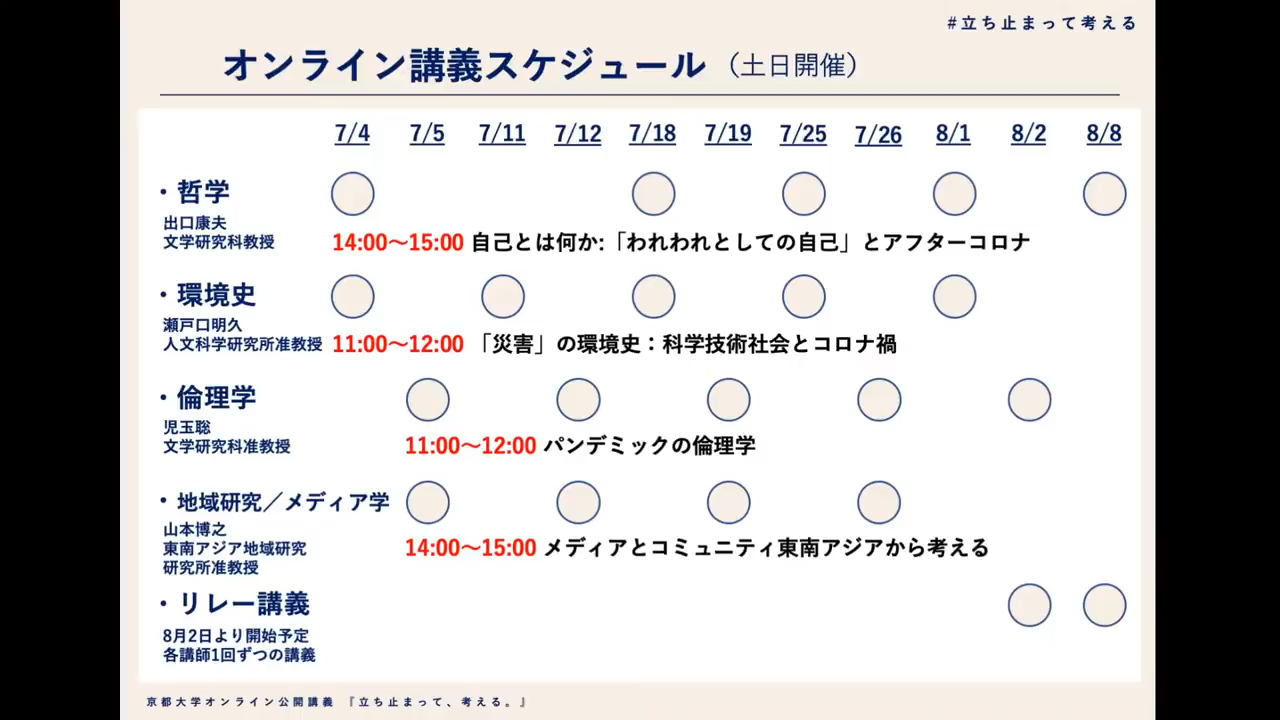 #立ち止まって考える
オンライン講義スケジュール（土日開催）
7/4 7/5 7/11 7/12 7/18 7/19 7/25 7/26 8/1 8/2 8/8
・哲学
出口康夫
文学研究科教授
14:00〜15:00 自己とは何か:「われわれとしての自己」とアフターコロナ
・環境史
瀬戸口明久
人文科学研究所准教授
11:00〜12:00 「災害」の環境史：科学技術社会とコロナ禍
・倫理学
児玉聡
文学研究科准教授
11:00〜12:00 パンデミックの倫理学
・地域研究／メディア学
山本博之
東南アジア地域研究
研究所准教授
14:00〜15:00 メディアとコミュニティ東南アジアから考える
・リレー講義
8月2日より開始予定
各講師1回ずつの講義
京都大学オンライン公開講義 『立ち止まって、考える。』